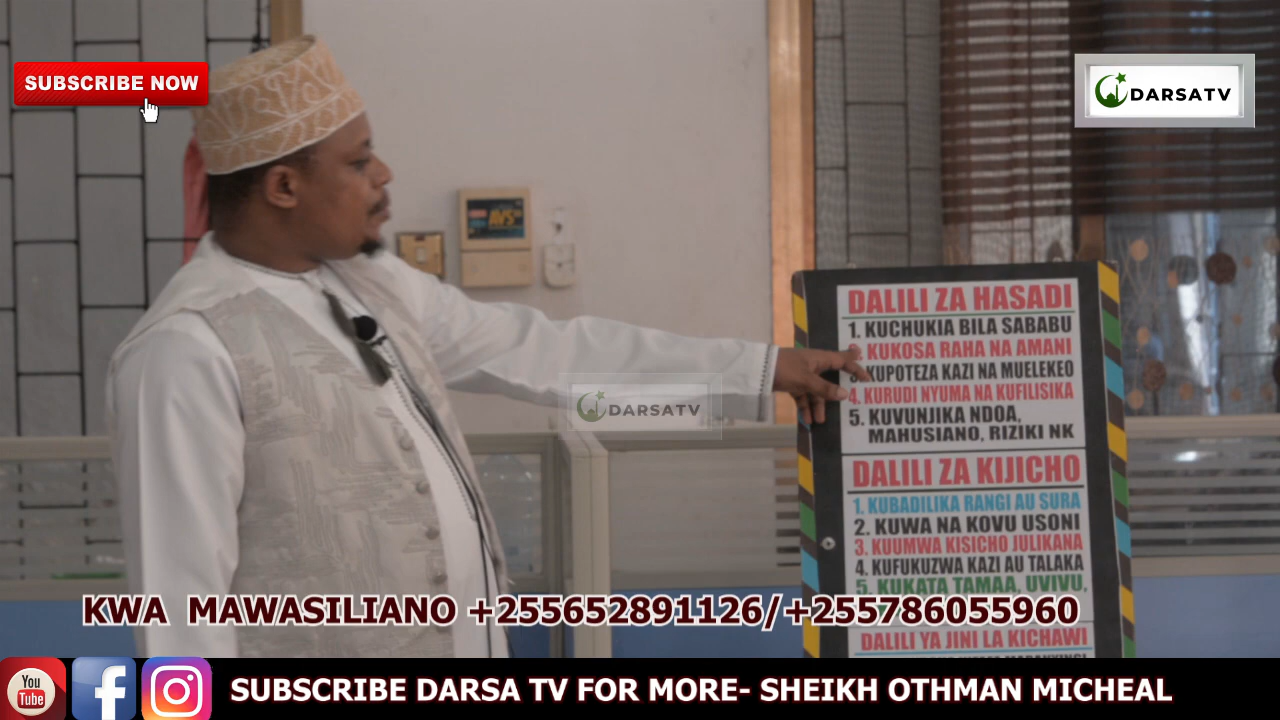 SUBSCRIBE NOW
DARSATV
AVS
DALILI ZA HASADI
1. KUCHUKIA BILA SABABU
2. KUKOSA RAHA NA AMANI
3. KUPOTEZA KAZI NA MUELEKEO
4. KURUDI NYUMA NA KUFILISIKA
5. KUVUNJIKA NDOA,
MAHUSIANO, RIZIKI NK
DARSATV
DALILI ZA KIJICHO
1. KUBADILIKA RANGI AU SURA
2. KUWA NA KOVU USONI
3. KUUMWA KISICHO JULIKANA
4. KUFUKUZWA KAZI AU TALAKA
5. KUKATA TAMAA, UVIVU,
KWA MAWASILIANO +255652891126/+255786055960
DALILI YA JINI LA KICHAWI
You
Tube
SUBSCRIBE DARSA TV FOR MORE- SHEIKH OTHMAN MICHEAL